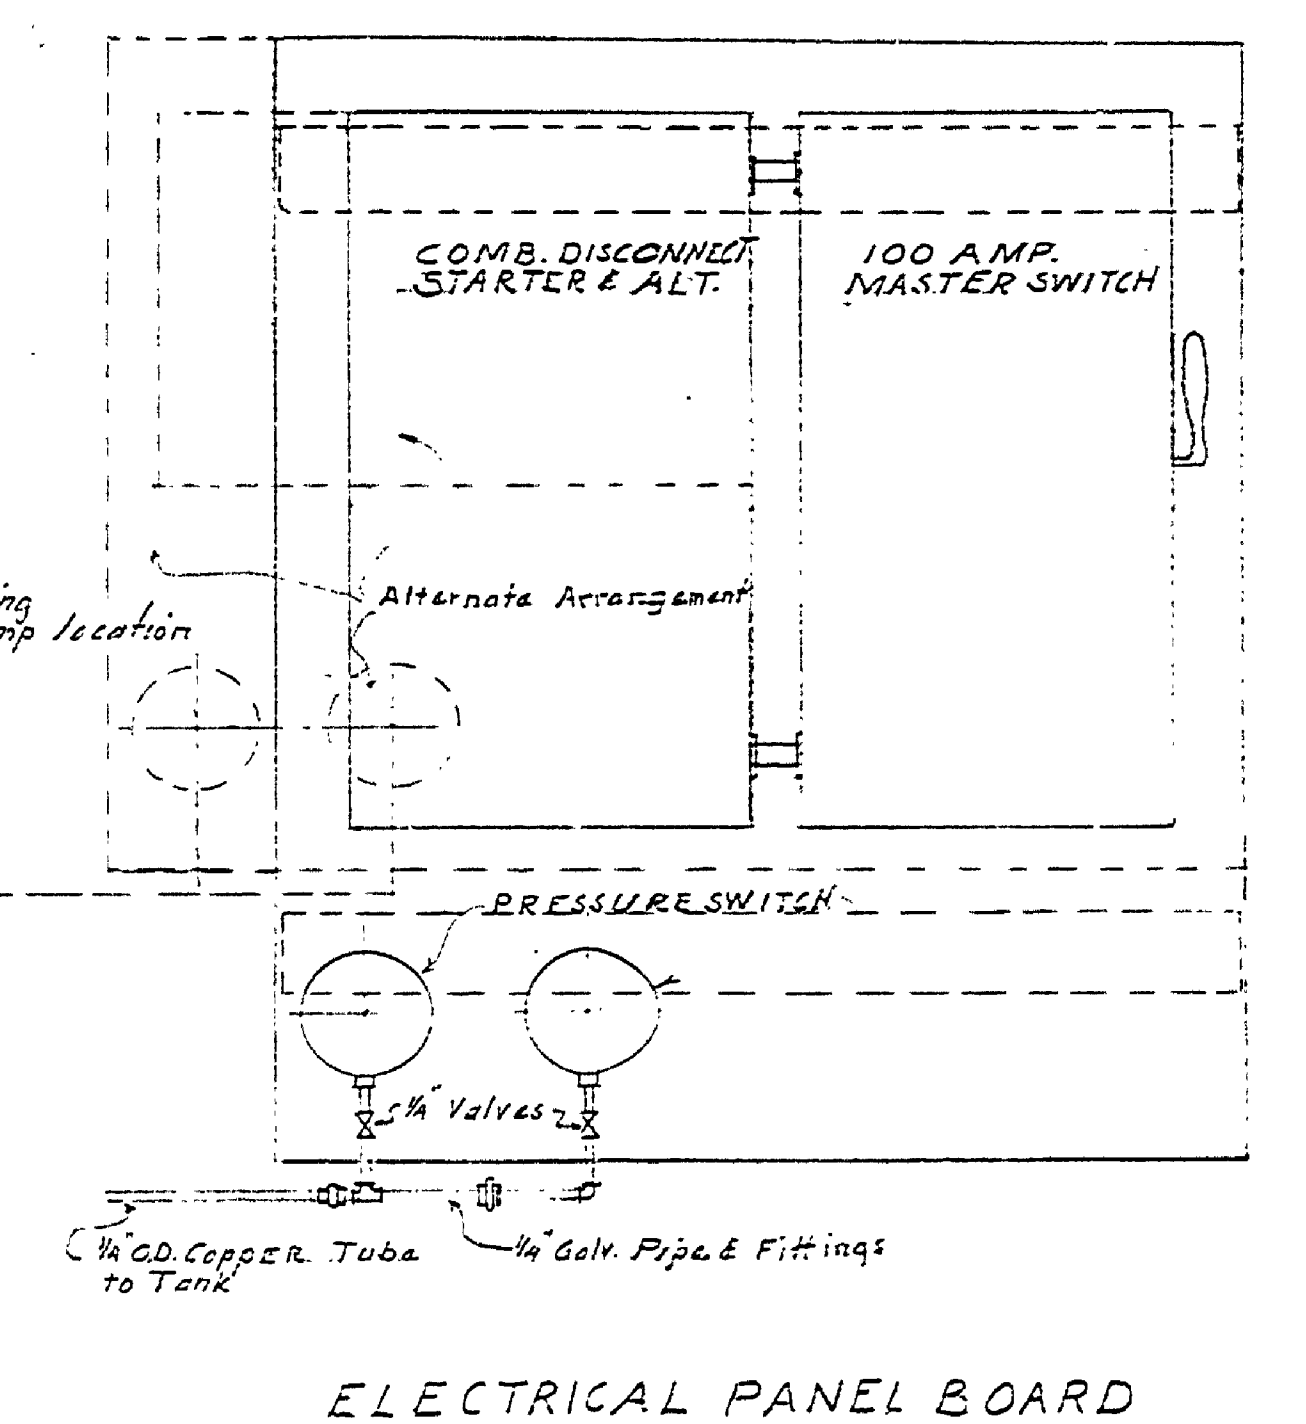 COMB. DISCONNECT
STARTER & ALT.
100 AMP.
MASTER SWITCH
Alternate Arrangement
location
PRESSURE SWITCH
1/4" Valves
1/4" O.D. Copper Tube
to Tank
1/4" Galv. Pipe & Fittings
ELECTRICAL PANEL BOARD